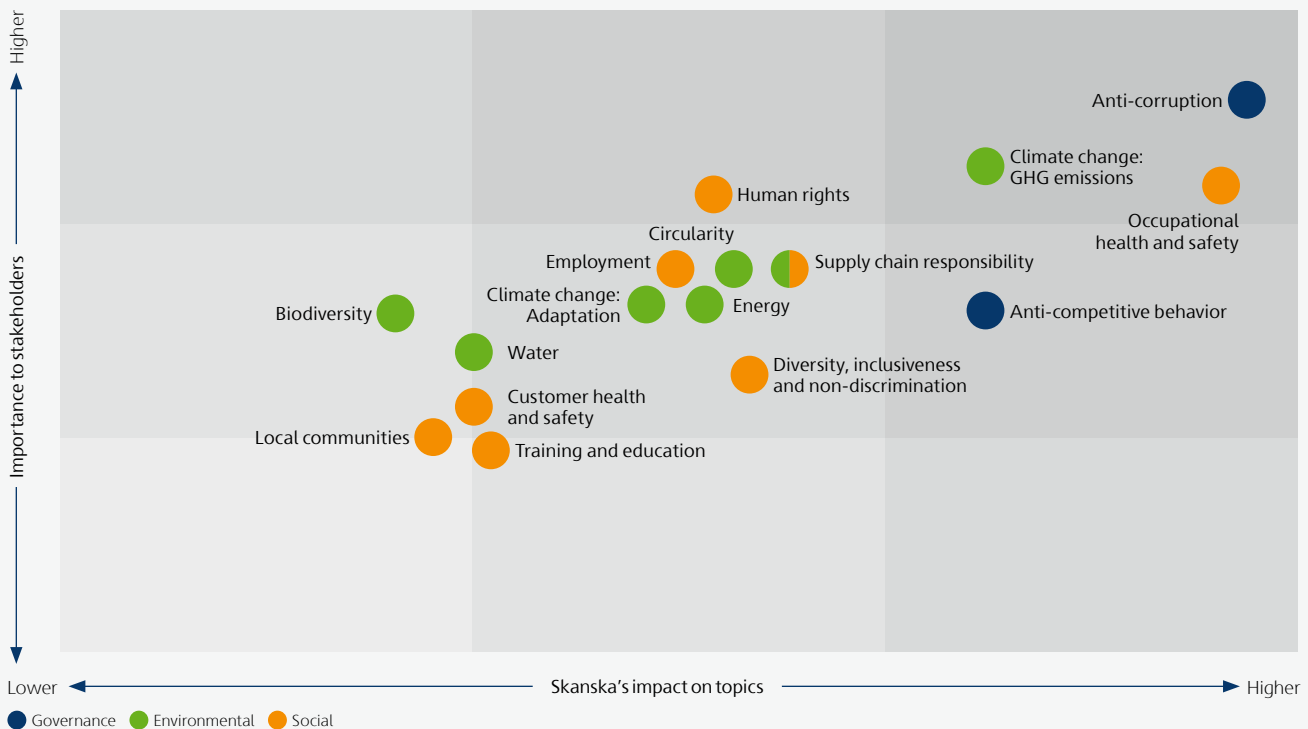 Higher
Importance to stakeholders
Anti-corruption
Climate change:
GHG emissions
Human rights
Occupational
health and safety
Circularity
Employment
Supply chain responsibility
Climate change:
Adaptation
Energy
Biodiversity
Anti-competitive behavior
Water
Diversity, inclusiveness
and non-discrimination
Customer health
and safety
Local communities
Training and education
Lower
Skanska's impact on topics
Higher
Governance
Environmental
Social